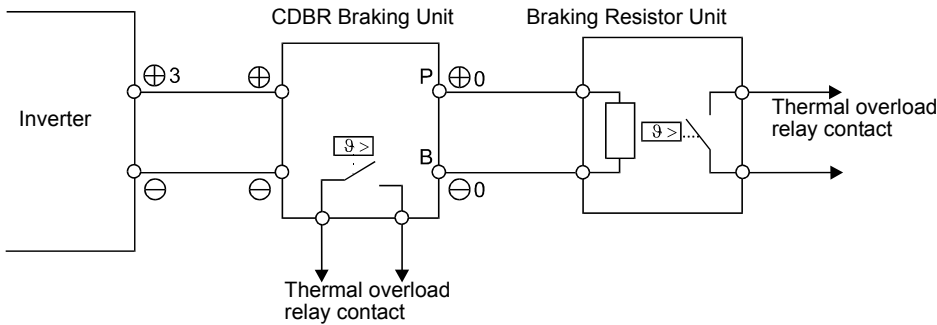 CDBR Braking Unit
Braking Resistor Unit
Inverter
⊕3
⊕
P
⊕0
⊖
⊖
B
⊖0
ϑ >
ϑ >
Thermal overload
relay contact
Thermal overload
relay contact